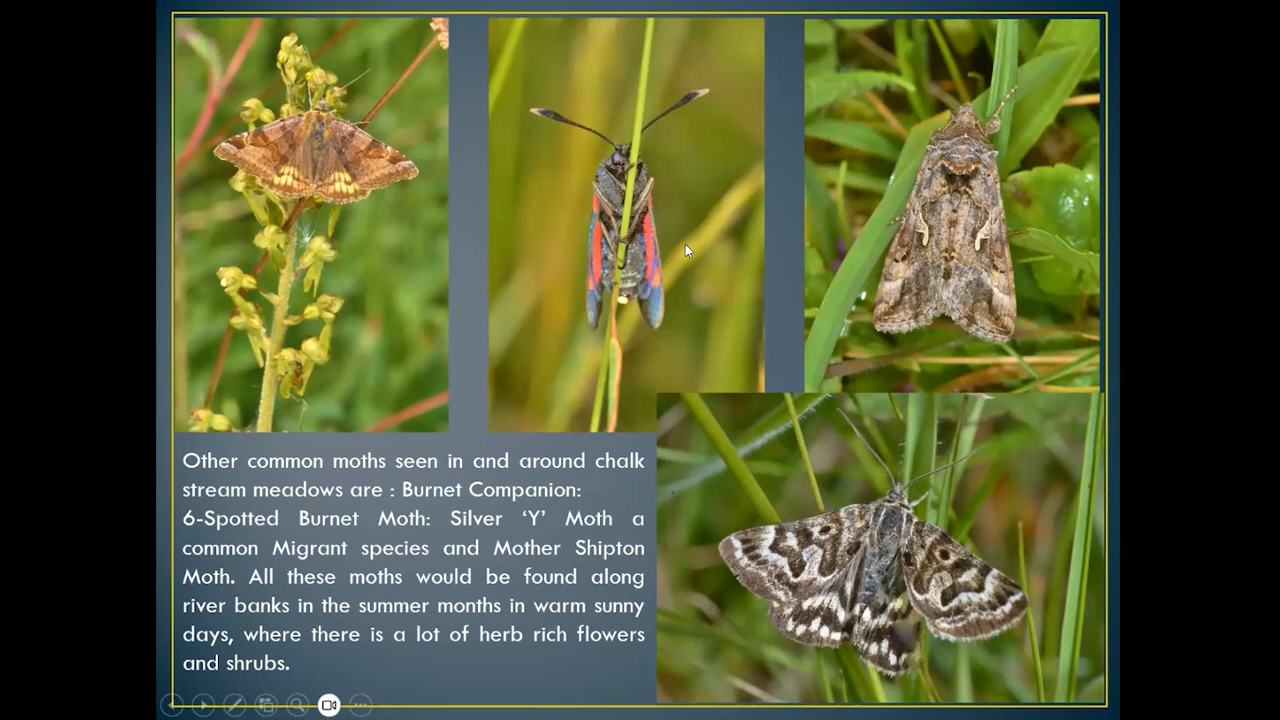 Other common moths seen in and around chalk
stream meadows are : Burnet Companion:
6-Spotted Burnet Moth: Silver ‘Y’ Moth a
common Migrant species and Mother Shipton
Moth. All these moths would be found along
river banks in the summer months in warm sunny
days, where there is a lot of herb rich flowers
and shrubs.